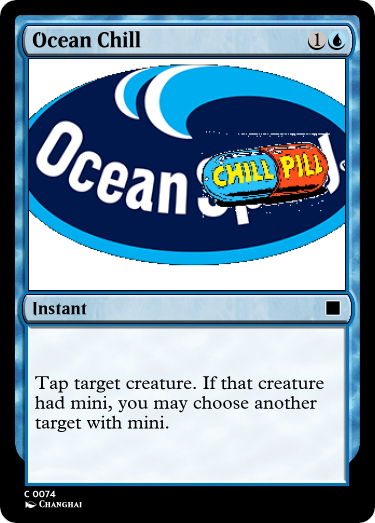 Ocean Chill 1
Ocean
CHILL PILL
Instant
Tap target creature. If that creature
had mini, you may choose another
target with mini.
C 0074
CHANGHAI